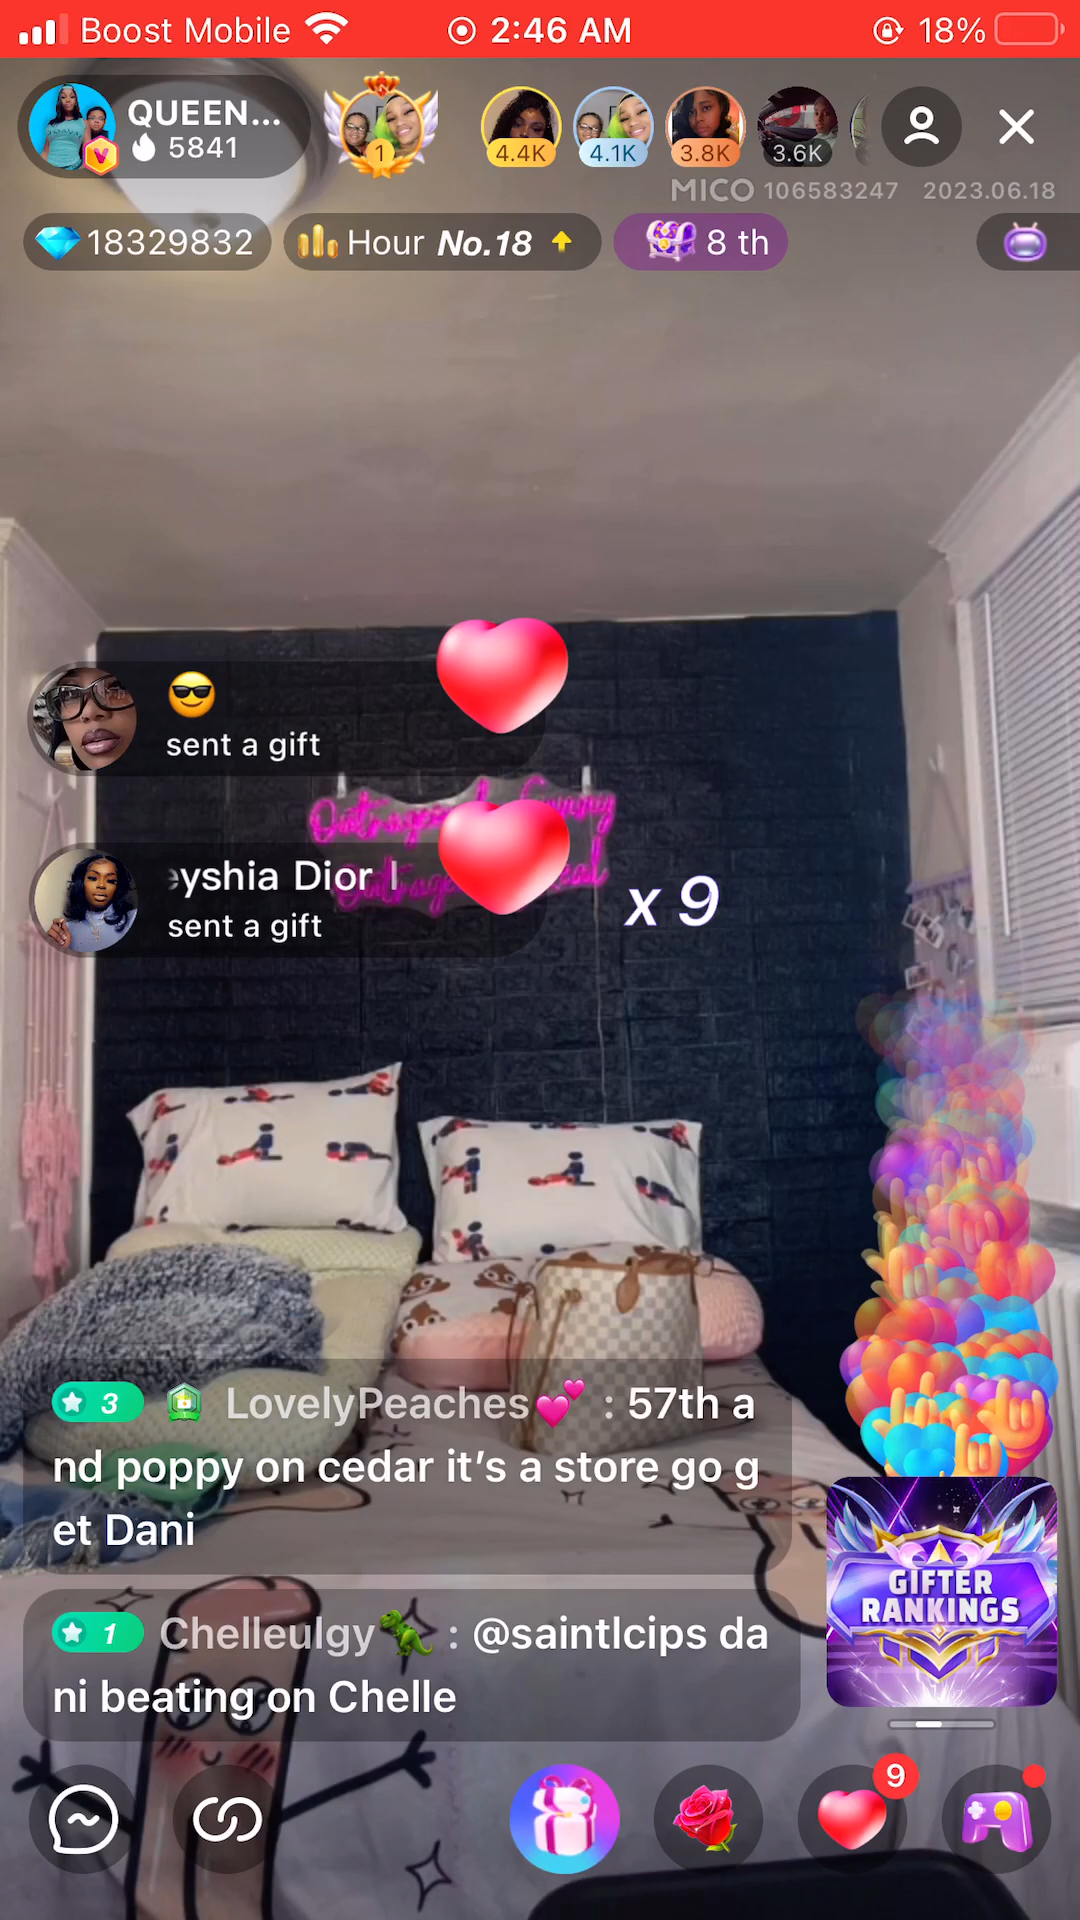 Boost Mobile 2:46 AM 18%
QUEEN...
5841
1
4.4K 4.1K 3.8K 3.6K
MICO 106583247 2023.06.18
18329832 Hour No.18 8 th
sent a gift
eyshia Dior
sent a gift
x 9
3 LovelyPeaches💕 : 57th a
nd poppy on cedar it's a store go g
et Dani
GIFTER
RANKINGS
1 Chelleulgy🦖 : @saintlcips da
ni beating on Chelle
9